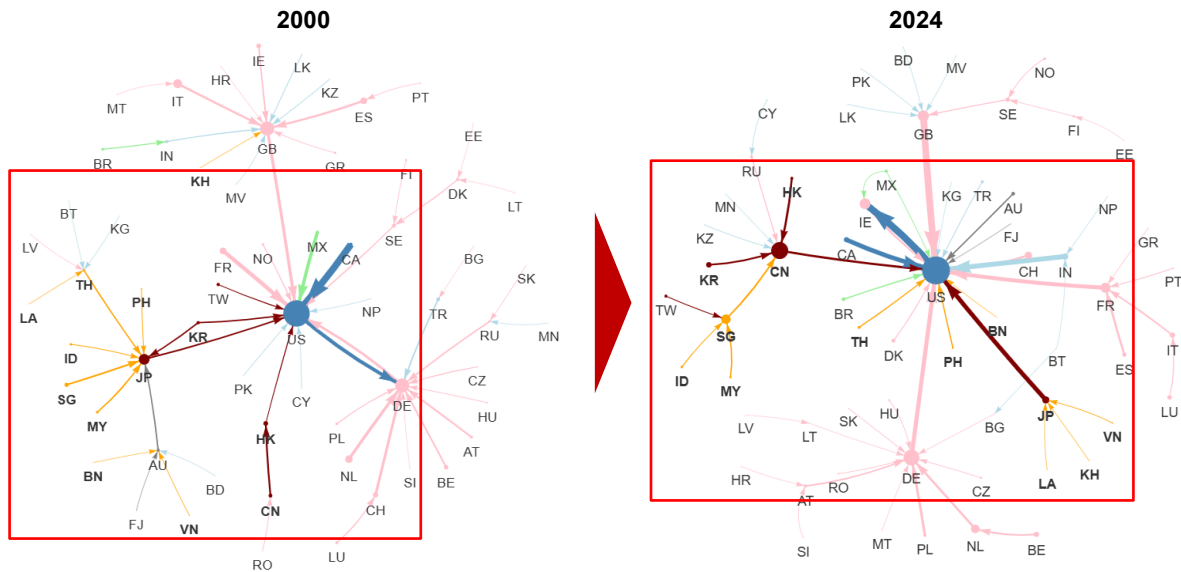 2000
IE
HR
LK
IT
KZ
PT
MT
ES
EE
GB
IN
BR
GR
KH
FI
DK
MV
LT
BT
KG
SE
LV
NO
MX
BG
CA
FR
TH
SK
PH
TW
NP
TR
LA
KR
US
RU
MN
ID
JP
PK
CY
CZ
SG
DE
HU
MY
PL
AT
HK
AU
NL
SI
BE
BN
BD
CH
CN
FJ
VN
LU
RO
2024
BD
MV
NO
PK
CY
LK
GB
SE
FI
EE
RU
MX
HK
KG
TR
MN
AU
NP
IE
KZ
FJ
GR
CA
CH
IN
KR
CN
PT
US
FR
TW
BR
BN
SG
TH
DK
PH
BT
IT
ES
ID
MY
LU
JP
HU
LV
SK
BG
VN
LT
KH
HR
RO
DE
CZ
LA
AT
SI
MT
PL
NL
BE